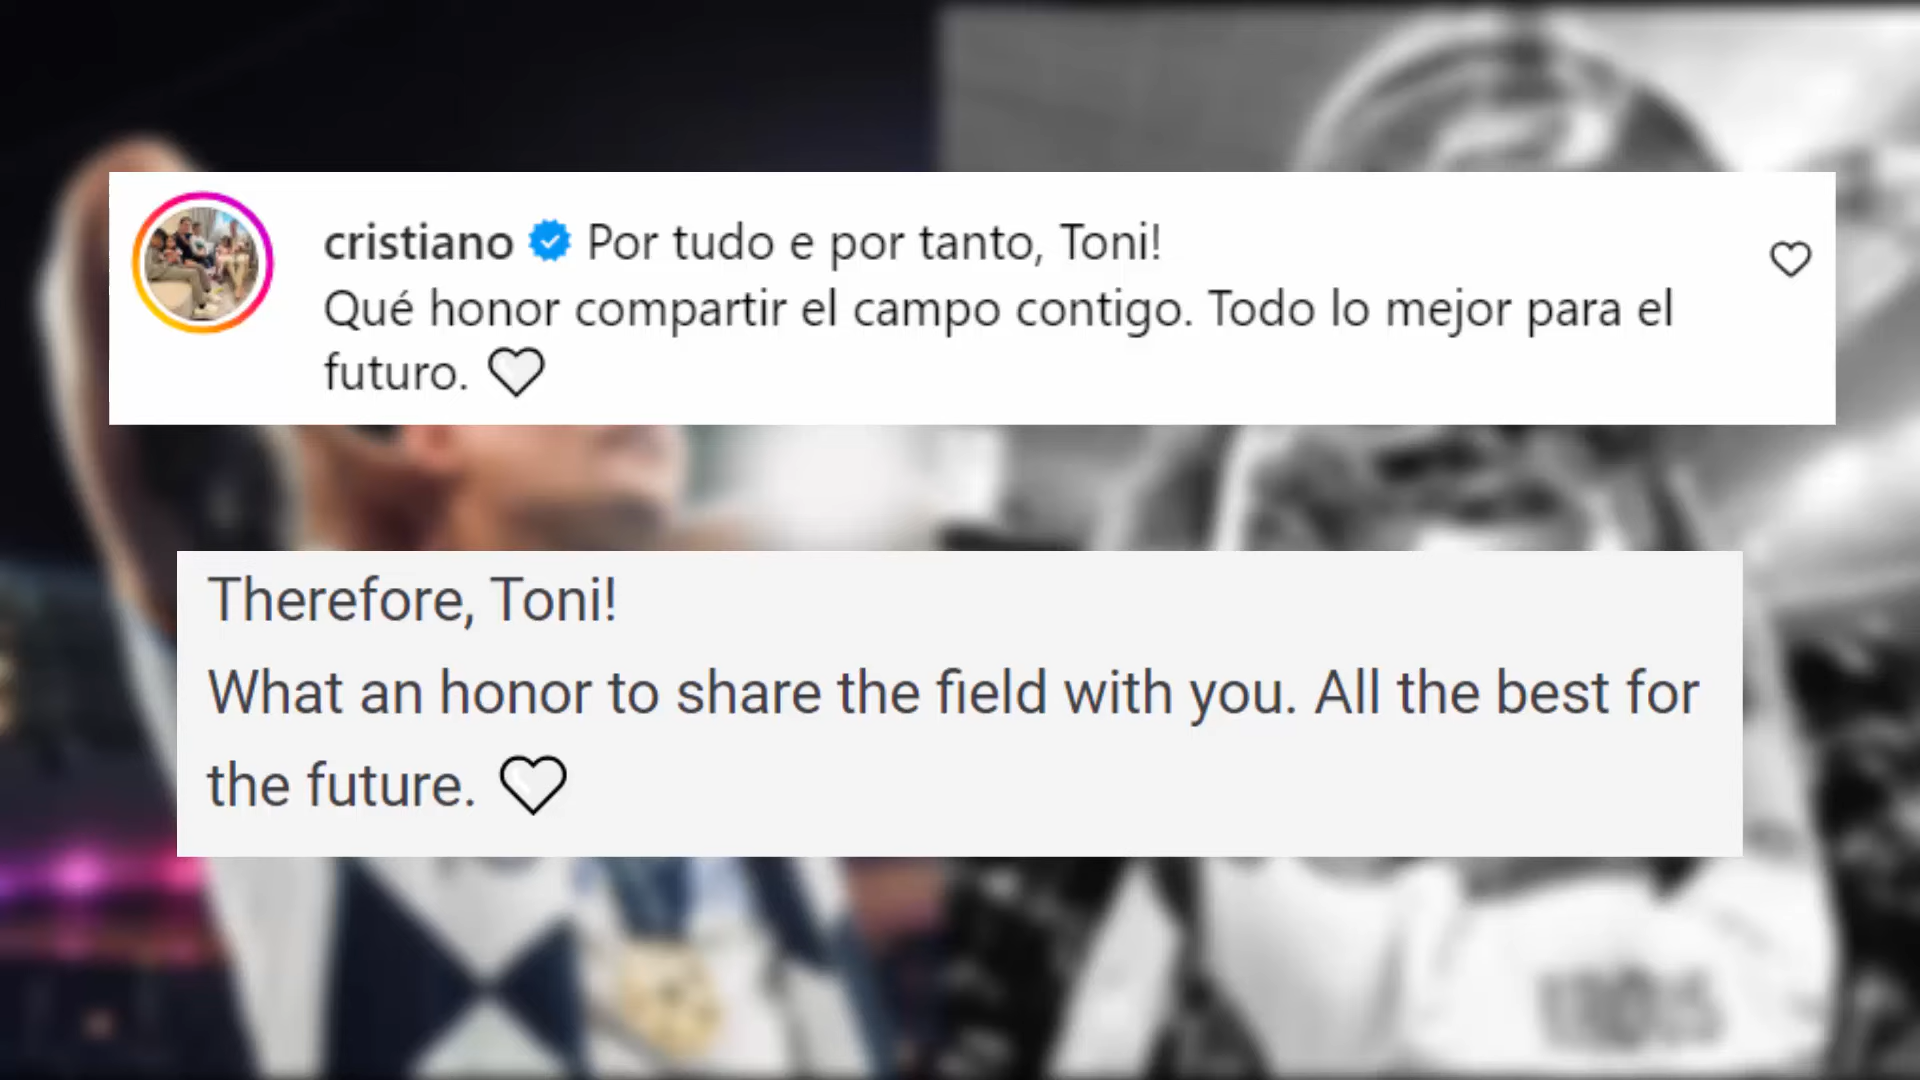 cristiano Por tudo e por tanto, Toni!
Qué honor compartir el campo contigo. Todo lo mejor para el
futuro. 🤍
Therefore, Toni!
What an honor to share the field with you. All the best for
the future. 🤍